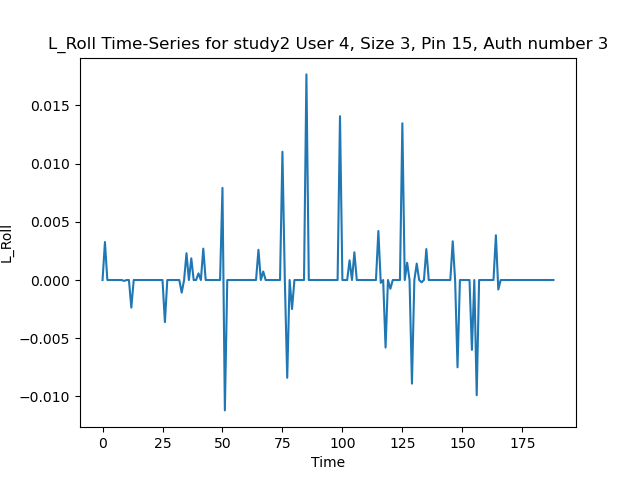 L_Roll Time-Series for study2 User 4, Size 3, Pin 15, Auth number 3
0.015
0.010
0.005
0.000
−0.005
−0.010
L_Roll
0 25 50 75 100 125 150 175
Time